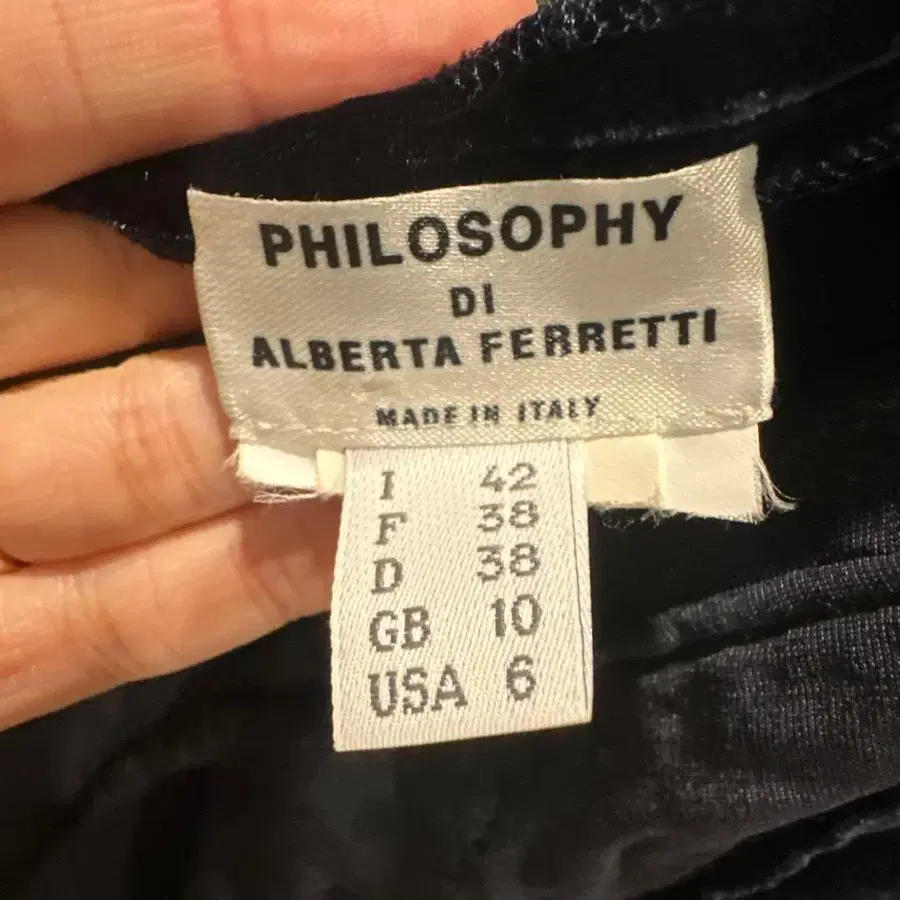 PHILOSOPHY
DI
ALBERTA FERRETTI
MADE IN ITALY
I 42
F 38
D 38
GB 10
USA 6